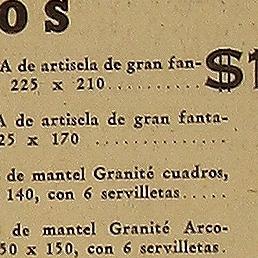 os
A de artisela de gran fan-
225 x 210..........
$1
A de artisela de gran fanta-
25 x 170 ..............
de mantel Granité cuadros,
140, con 6 servilletas.....
de mantel Granité Arco-
50 x 150, con 6 servilletas.